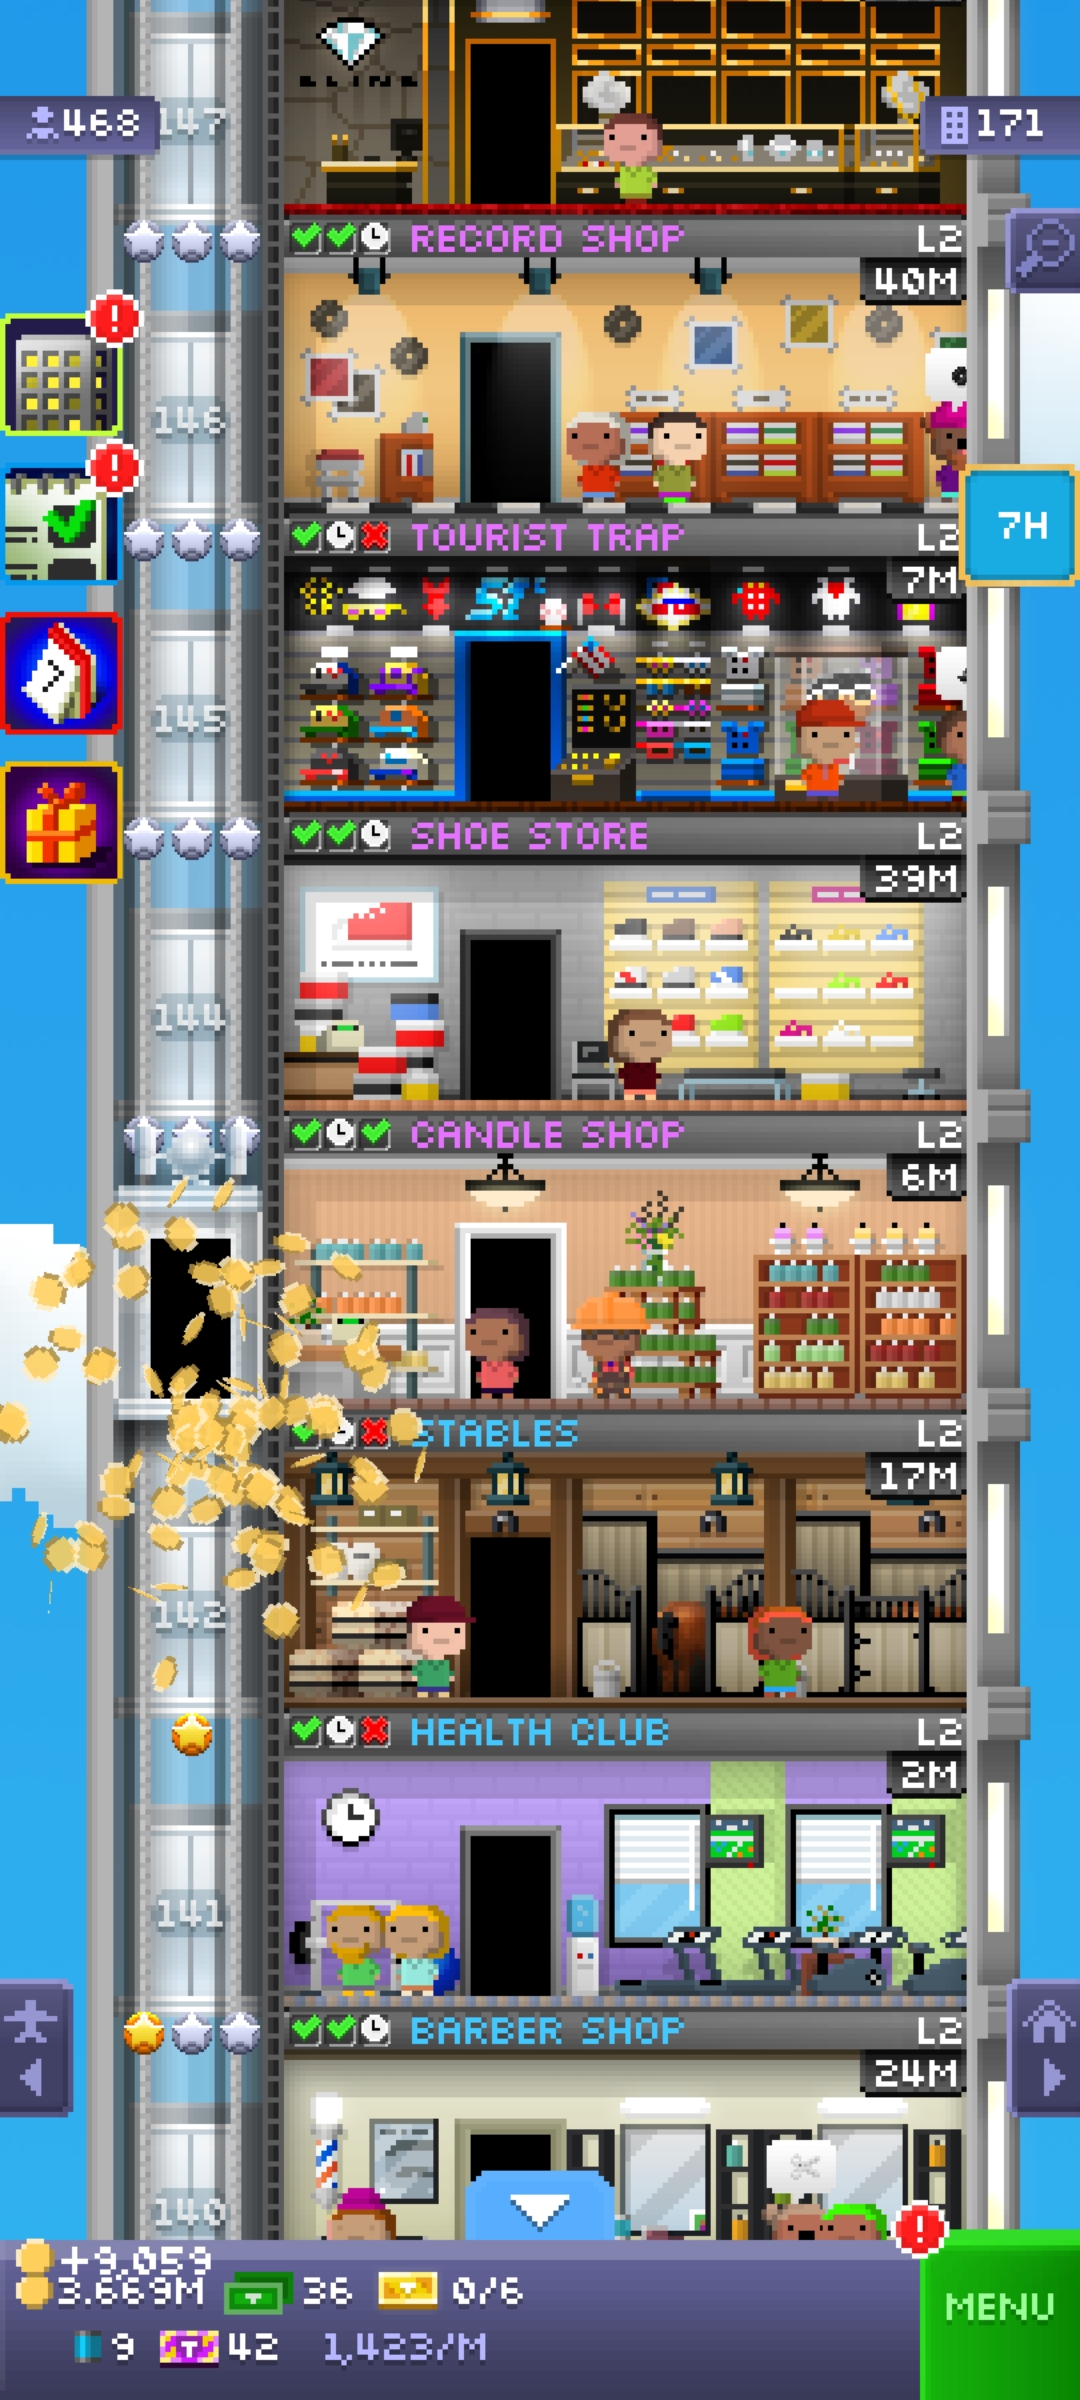 BLING
468
147
171
RECORD SHOP
L2
40M
146
TOURIST TRAP
L2
7H
7M
7
145
SHOE STORE
L2
39M
144
CANDLE SHOP
L2
6M
STABLES
L2
17M
142
HEALTH CLUB
L2
2M
141
BARBER SHOP
L2
24M
140
+9,059
3.669M
36
0/6
MENU
9
T
42
1,423/M